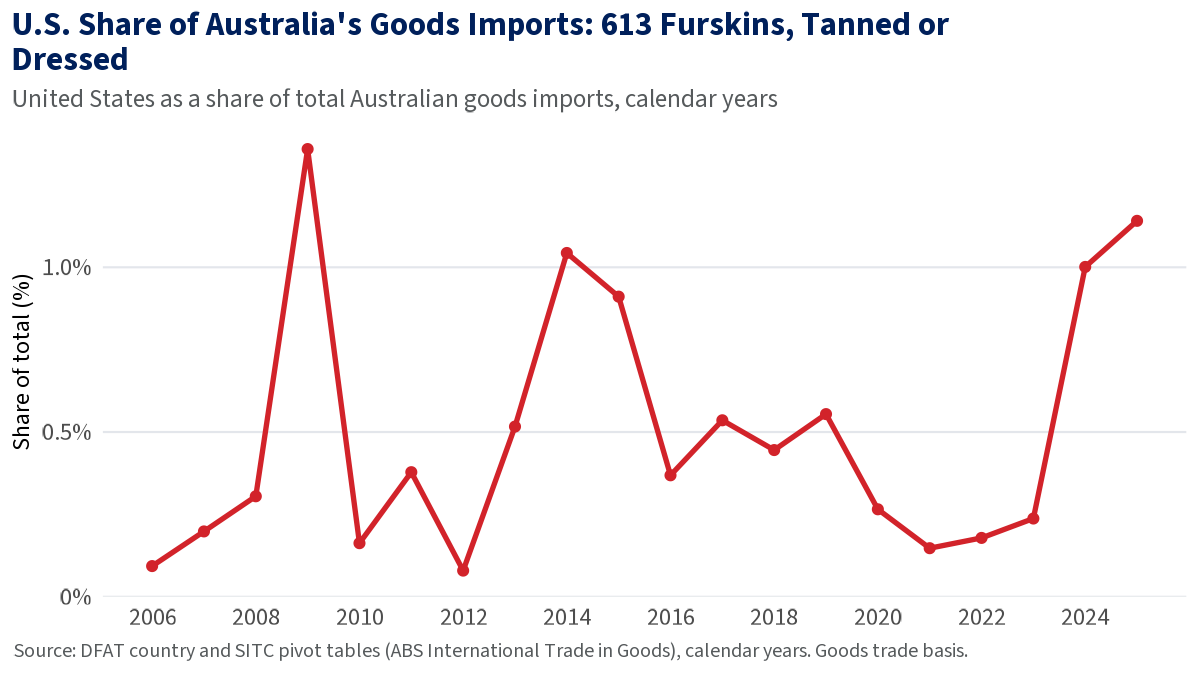 U.S. Share of Australia's Goods Imports: 613 Furskins, Tanned or
Dressed
United States as a share of total Australian goods imports, calendar years
Share of total (%)
1.0%
0.5%
0%
2006 2008 2010 2012 2014 2016 2018 2020 2022 2024
Source: DFAT country and SITC pivot tables (ABS International Trade in Goods), calendar years. Goods trade basis.